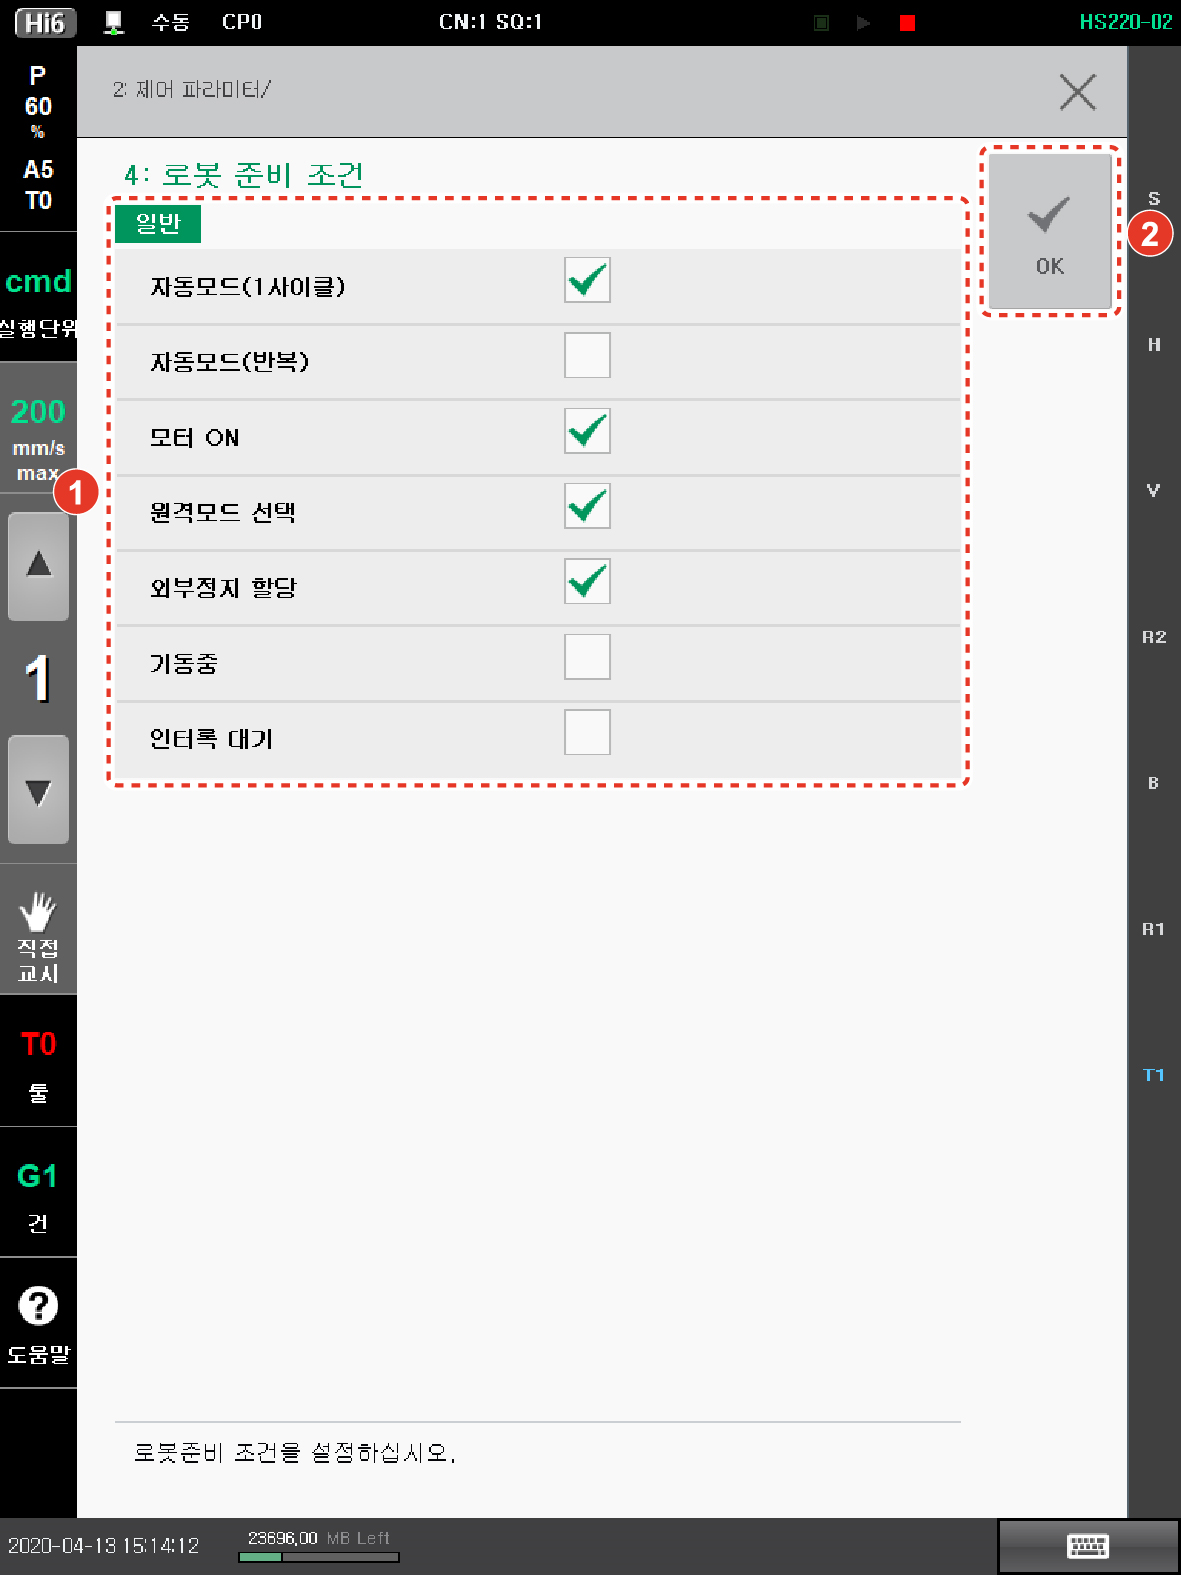 Hi6 수동 CP0 CN:1 SQ:1 HS220-02
P
60
%
A5
T0
cmd
실행단위
200
mm/s
max
1
직접
교시
T0
툴
G1
건
?
도움말
2: 제어 파라미터/
4: 로봇 준비 조건
일반
자동모드(1사이클)
자동모드(반복)
모터 ON
원격모드 선택
외부정지 할당
기동중
인터록 대기
1
OK
2
S
H
V
R2
B
R1
T1
로봇준비 조건을 설정하십시오.
2020-04-13 15:14:12 23696.00 MB Left